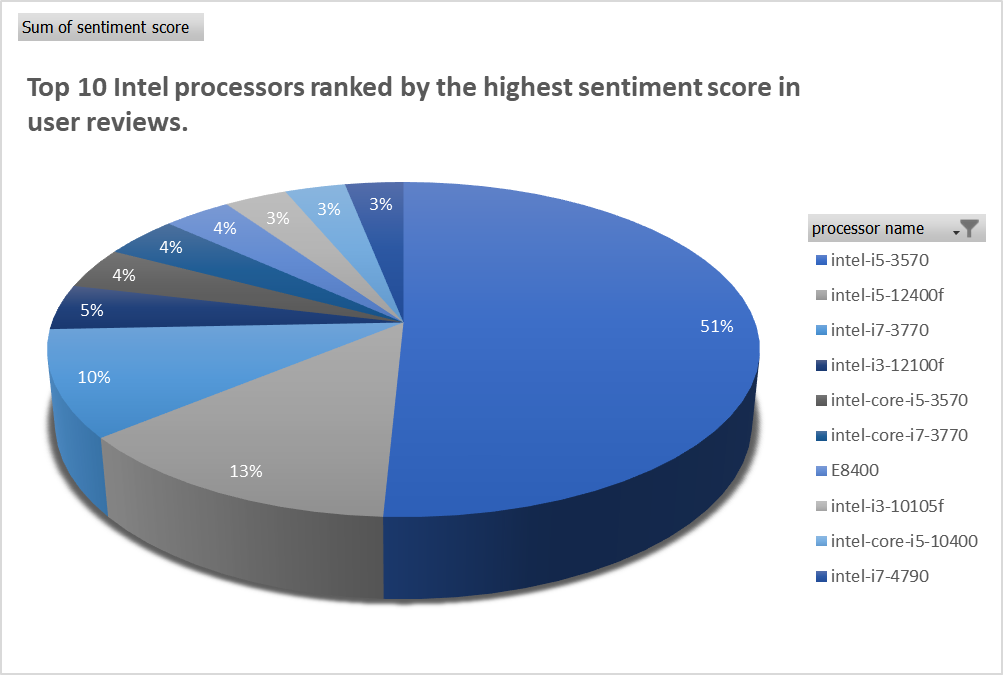 Sum of sentiment score
Top 10 Intel processors ranked by the highest sentiment score in
user reviews.
3%
3%
3%
4%
4%
4%
5%
10%
13%
51%
processor name
intel-i5-3570
intel-i5-12400f
intel-i7-3770
intel-i3-12100f
intel-core-i5-3570
intel-core-i7-3770
E8400
intel-i3-10105f
intel-core-i5-10400
intel-i7-4790